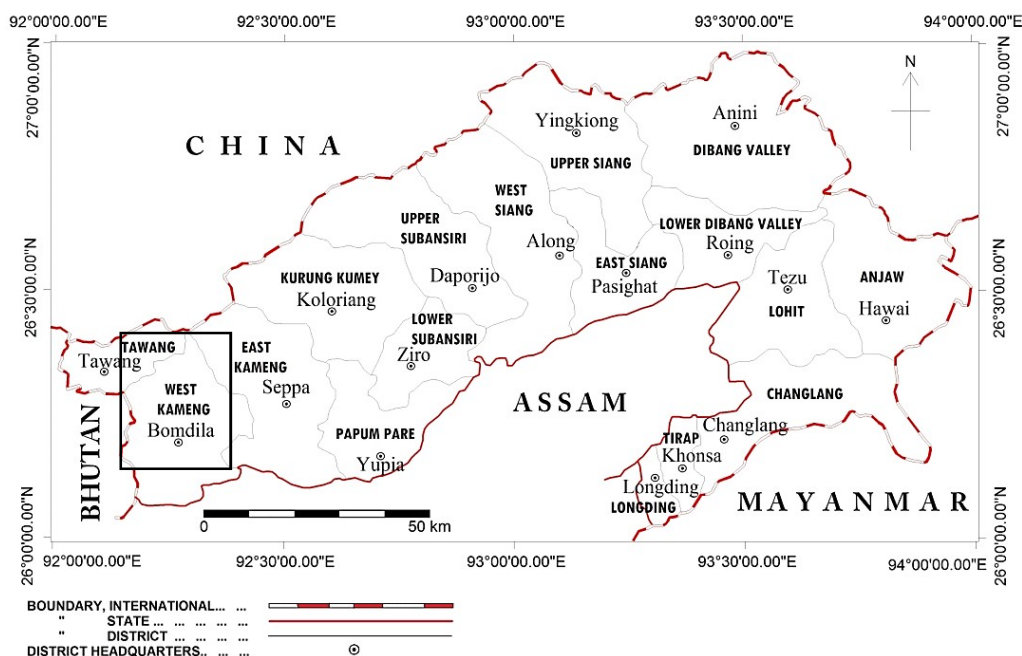 92°00'00.00"E 92°30'00.00"E 93°00'00.00"E 93°30'00.00"E 94°00'00.00"E
27°00'00.00"N
27°00'00.00"N
N
CHINA
Yingkiong
UPPER SIANG
Anini
DIBANG VALLEY
WEST
SIANG
UPPER
SUBANSIRI
LOWER DIBANG VALLEY
Roing
Along
EAST SIANG
Pasighat
KURUNG KUMEY
Koloriang
Daporijo
Tezu
LOHIT
ANJAW
Hawai
26°30'00.00"N
26°30'00.00"N
LOWER
SUBANSIRI
Ziro
TAWANG
Tawang
EAST
KAMENG
Seppa
WEST
KAMENG
Bomdila
ASSAM
CHANGLANG
Changlang
PAPUM PARE
Yupia
TIRAP
Khonsa
Longding
LONGDING
BHUTAN
MAYANMAR
0 50 km
26°00'00.00"N
26°00'00.00"N
92°00'00.00"E 92°30'00.00"E 93°00'00.00"E 93°30'00.00"E 94°00'00.00"E
BOUNDARY, INTERNATIONAL... ... ...
" STATE ... ... ... ... ...
" DISTRICT ... ... ... ...
DISTRICT HEADQUARTERS.. ... ...